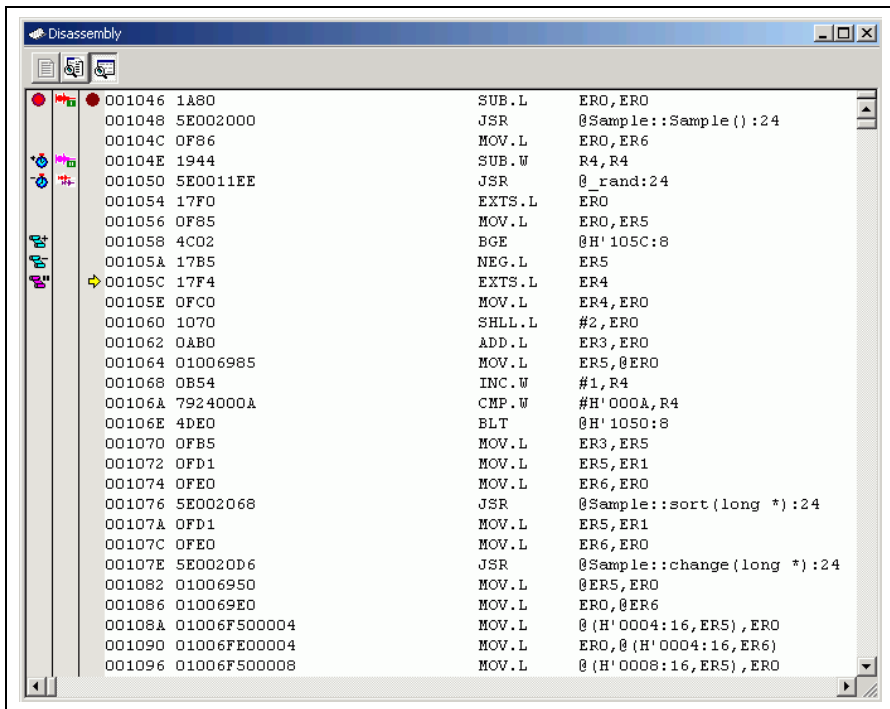 Disassembly
001046 1A80 SUB.L ER0,ER0
001048 5E002000 JSR @Sample::Sample():24
00104C 0F86 MOV.L ER0,ER6
00104E 1944 SUB.W R4,R4
001050 5E0011EE JSR @_rand:24
001054 17F0 EXTS.L ER0
001056 0F85 MOV.L ER0,ER5
001058 4C02 BGE @H'105C:8
00105A 17B5 NEG.L ER5
00105C 17F4 EXTS.L ER4
00105E 0FC0 MOV.L ER4,ER0
001060 1070 SHLL.L #2,ER0
001062 0AB0 ADD.L ER3,ER0
001064 01006985 MOV.L ER5,@ER0
001068 0B54 INC.W #1,R4
00106A 7924000A CMP.W #H'000A,R4
00106E 4DE0 BLT @H'1050:8
001070 0FB5 MOV.L ER3,ER5
001072 0FD1 MOV.L ER5,ER1
001074 0FE0 MOV.L ER6,ER0
001076 5E002068 JSR @Sample::sort(long *):24
00107A 0FD1 MOV.L ER5,ER1
00107C 0FE0 MOV.L ER6,ER0
00107E 5E0020D6 JSR @Sample::change(long *):24
001082 01006950 MOV.L @ER5,ER0
001086 010069E0 MOV.L ER0,@ER6
00108A 01006F500004 MOV.L @(H'0004:16,ER5),ER0
001090 01006FE00004 MOV.L ER0,@(H'0004:16,ER6)
001096 01006F500008 MOV.L @(H'0008:16,ER5),ER0